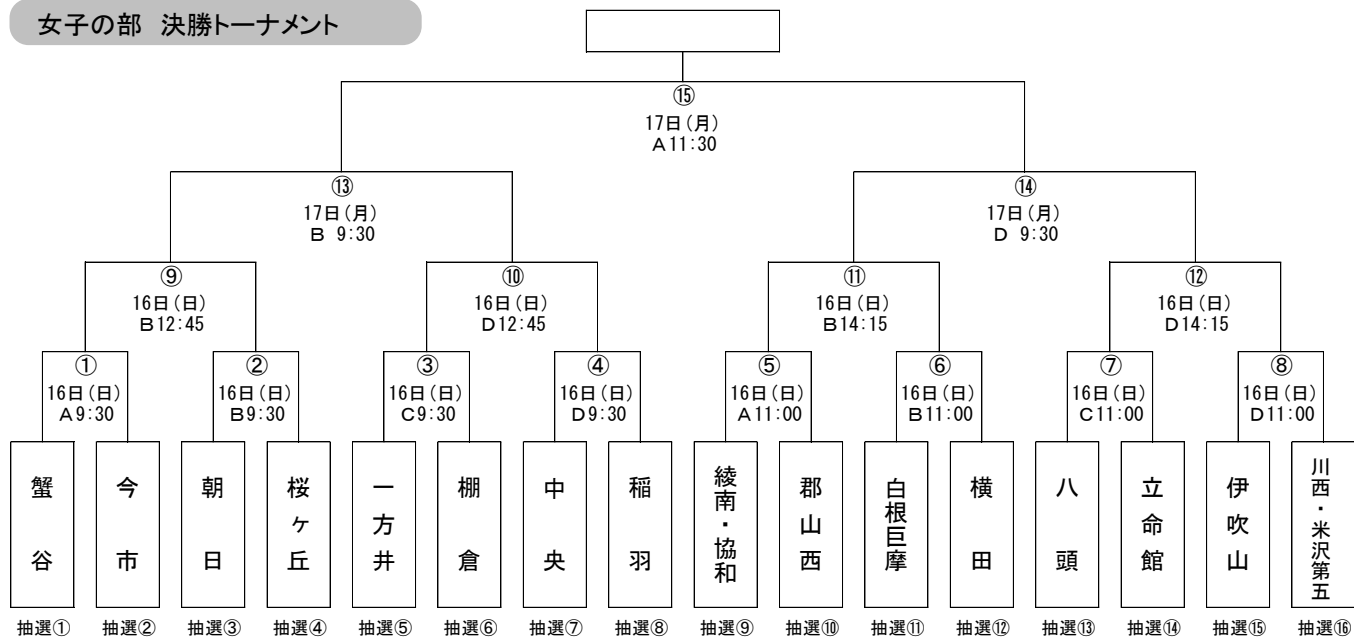 女子の部 決勝トーナメント
⑮
17日(月)
A11:30
⑬
17日(月)
B 9:30
⑭
17日(月)
D 9:30
⑨
16日(日)
B12:45
⑩
16日(日)
D12:45
⑪
16日(日)
B14:15
⑫
16日(日)
D14:15
①
16日(日)
A9:30
②
16日(日)
B9:30
③
16日(日)
C9:30
④
16日(日)
D9:30
⑤
16日(日)
A11:00
⑥
16日(日)
B11:00
⑦
16日(日)
C11:00
⑧
16日(日)
D11:00
蟹谷
今市
朝日
桜ヶ丘
一方井
棚倉
中央
稲羽
綾南・協和
郡山西
白根巨摩
横田
八頭
立命館
伊吹山
川西・米沢第五
抽選①
抽選②
抽選③
抽選④
抽選⑤
抽選⑥
抽選⑦
抽選⑧
抽選⑨
抽選⑩
抽選⑪
抽選⑫
抽選⑬
抽選⑭
抽選⑮
抽選⑯